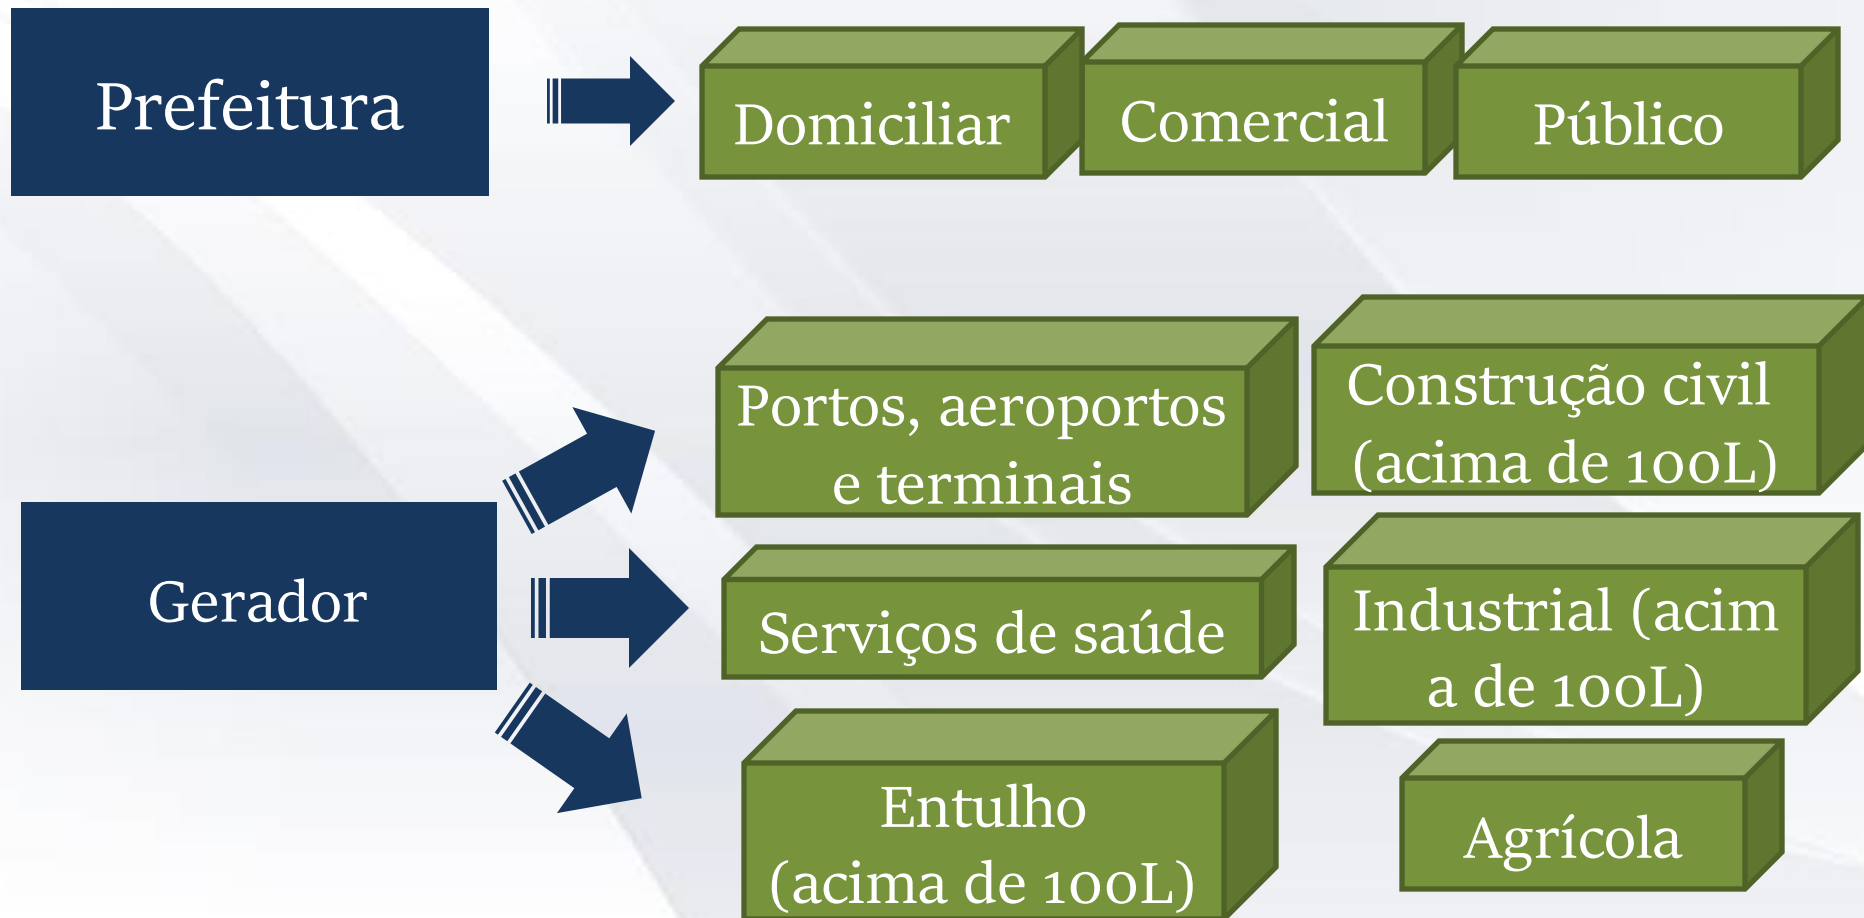 Prefeitura
Domiciliar
Comercial
Público
Gerador
Portos, aeroportos
e terminais
Construção civil
(acima de 100L)
Serviços de saúde
Industrial (acim
a de 100L)
Entulho
(acima de 100L)
Agrícola